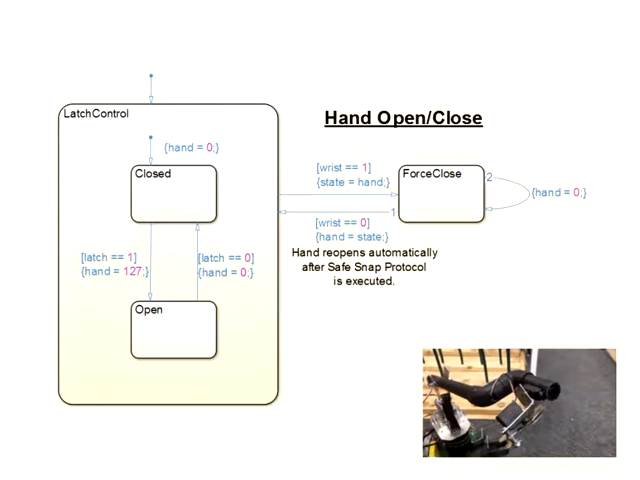 LatchControl
Hand Open/Close
{hand = 0;}
Closed
[wrist == 1]
{state = hand;}
ForceClose
2
{hand = 0;}
1
[wrist == 0]
{hand = state;}
Hand reopens automatically
after Safe Snap Protocol
is executed.
[latch == 1]
{hand = 127;}
[latch == 0]
{hand = 0;}
Open